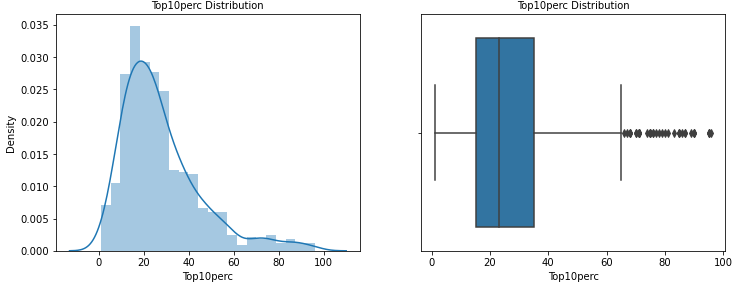 Top10perc Distribution
0.035
0.030
0.025
0.020
0.015
0.010
0.005
0.000
Density
0 20 40 60 80 100
Top10perc
Top10perc Distribution
0 20 40 60 80 100
Top10perc